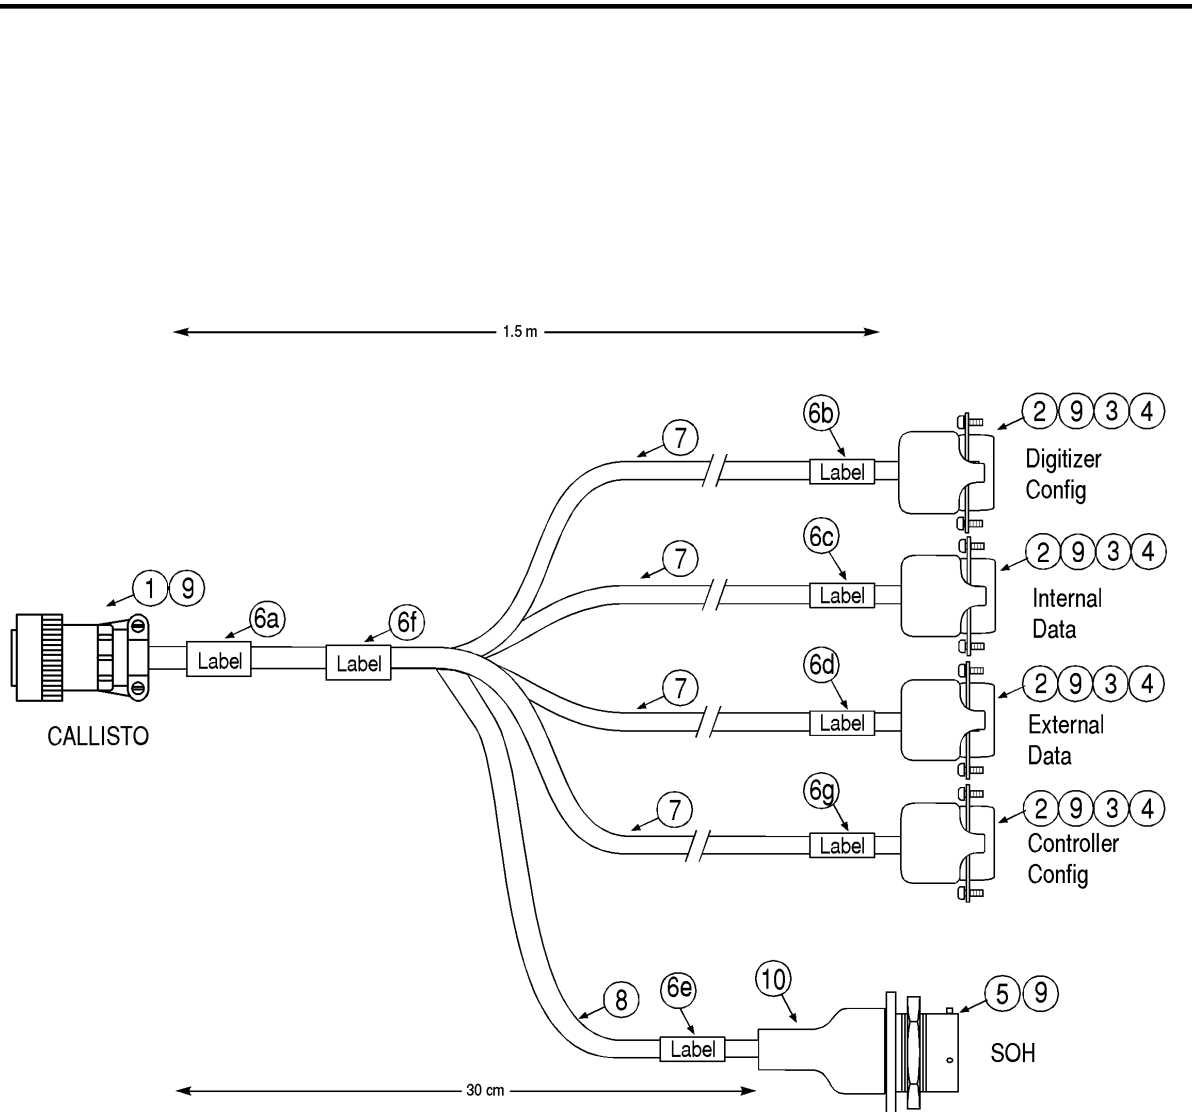 1.5 m
2 9 3 4
6b
7
Label
Digitizer
Config
6c
2 9 3 4
7
Label
Internal
Data
1 9
6a
6f
Label
Label
CALLISTO
6d
2 9 3 4
7
Label
External
Data
6g
2 9 3 4
7
Label
Controller
Config
10
6e
8
5 9
Label
SOH
30 cm